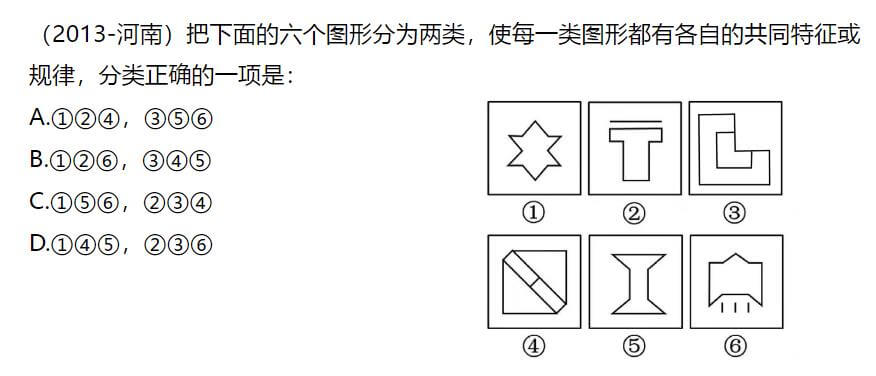 （2013-河南）把下面的六个图形分为两类，使每一类图形都有各自的共同特征或
规律，分类正确的一项是：
A.①②④，③⑤⑥
B.①②⑥，③④⑤
C.①⑤⑥，②③④
D.①④⑤，②③⑥
① ② ③
④ ⑤ ⑥